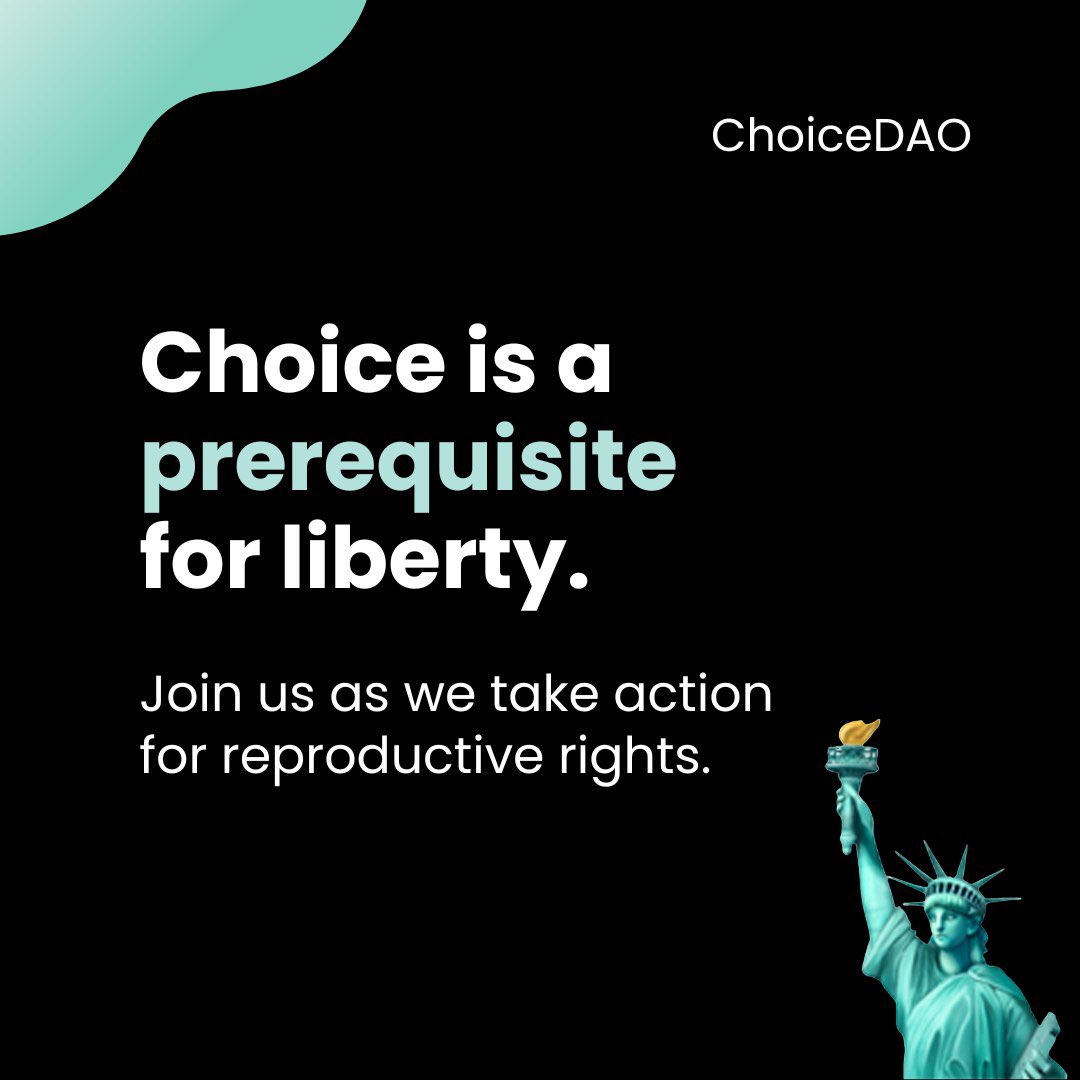 ChoiceDAO
Choice is a
prerequisite
for liberty.
Join us as we take action
for reproductive rights.